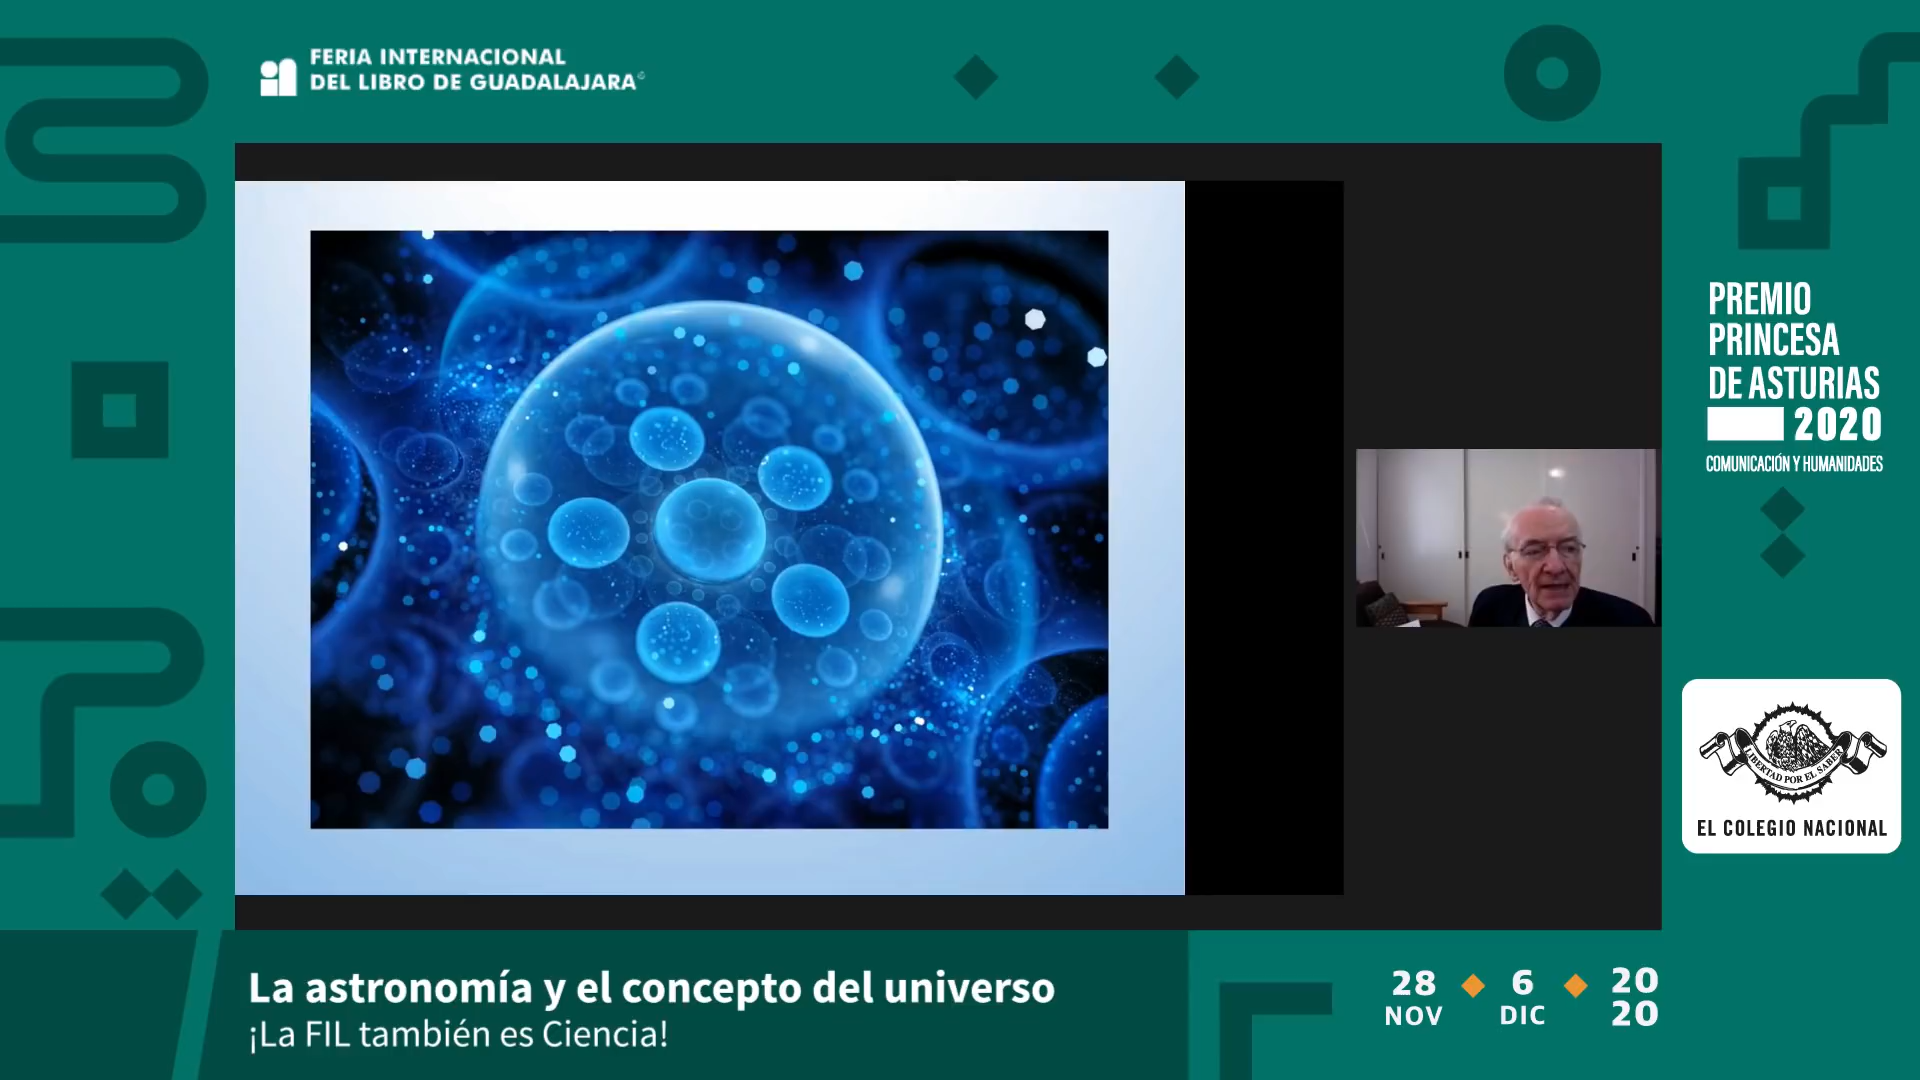 FERIA INTERNACIONAL
DEL LIBRO DE GUADALAJARA
PREMIO
PRINCESA
DE ASTURIAS
2020
COMUNICACIÓN Y HUMANIDADES
LIBERTAD POR EL SABER
EL COLEGIO NACIONAL
La astronomía y el concepto del universo
¡La FIL también es Ciencia!
28 NOV
6 DIC
20
20